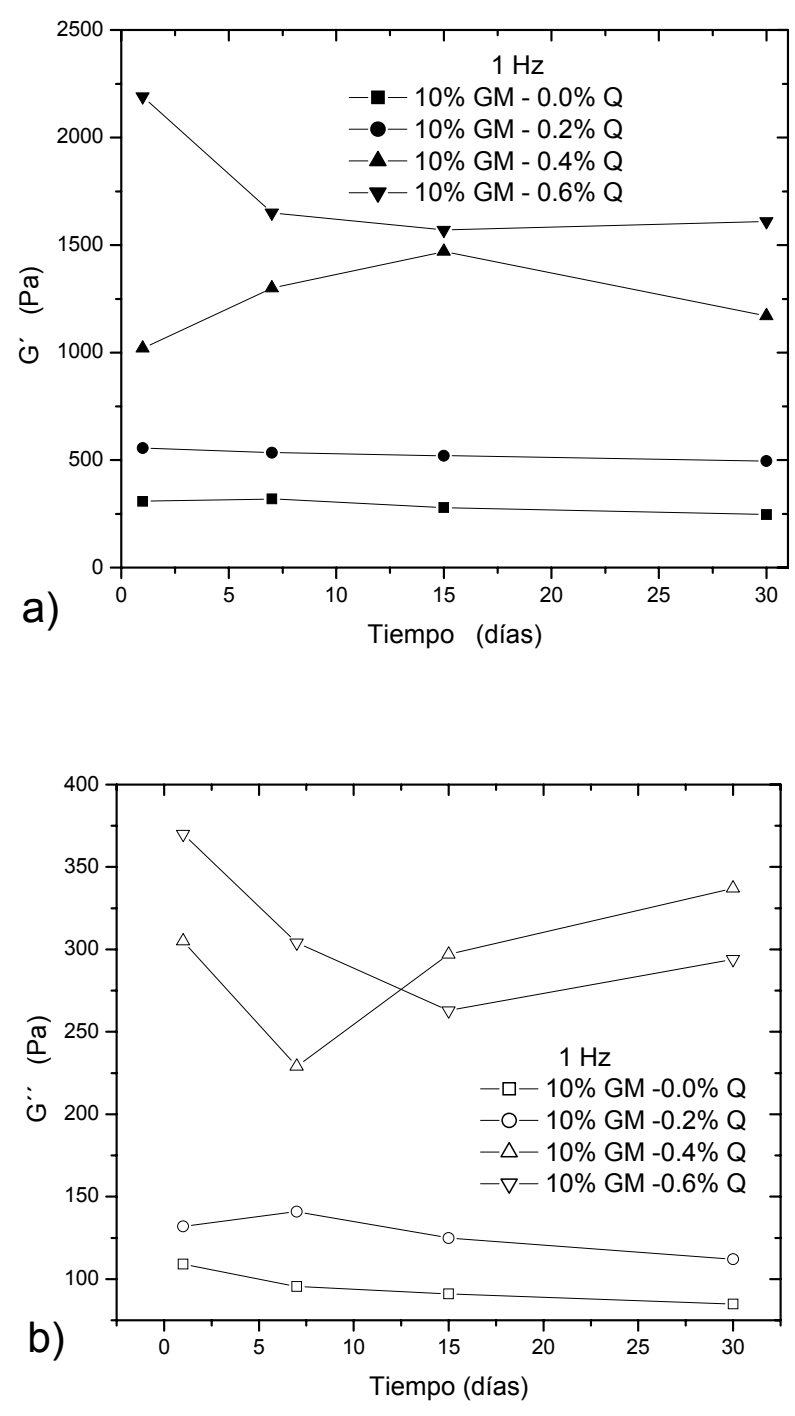 2500
2000
1500
1000
500
0
G´ (Pa)
1 Hz
10% GM - 0.0% Q
10% GM - 0.2% Q
10% GM - 0.4% Q
10% GM - 0.6% Q
0 5 10 15 20 25 30
a)
Tiempo (días)
400
350
300
250
200
150
100
G´´ (Pa)
1 Hz
10% GM -0.0% Q
10% GM -0.2% Q
10% GM -0.4% Q
10% GM -0.6% Q
0 5 10 15 20 25 30
b)
Tiempo (días)